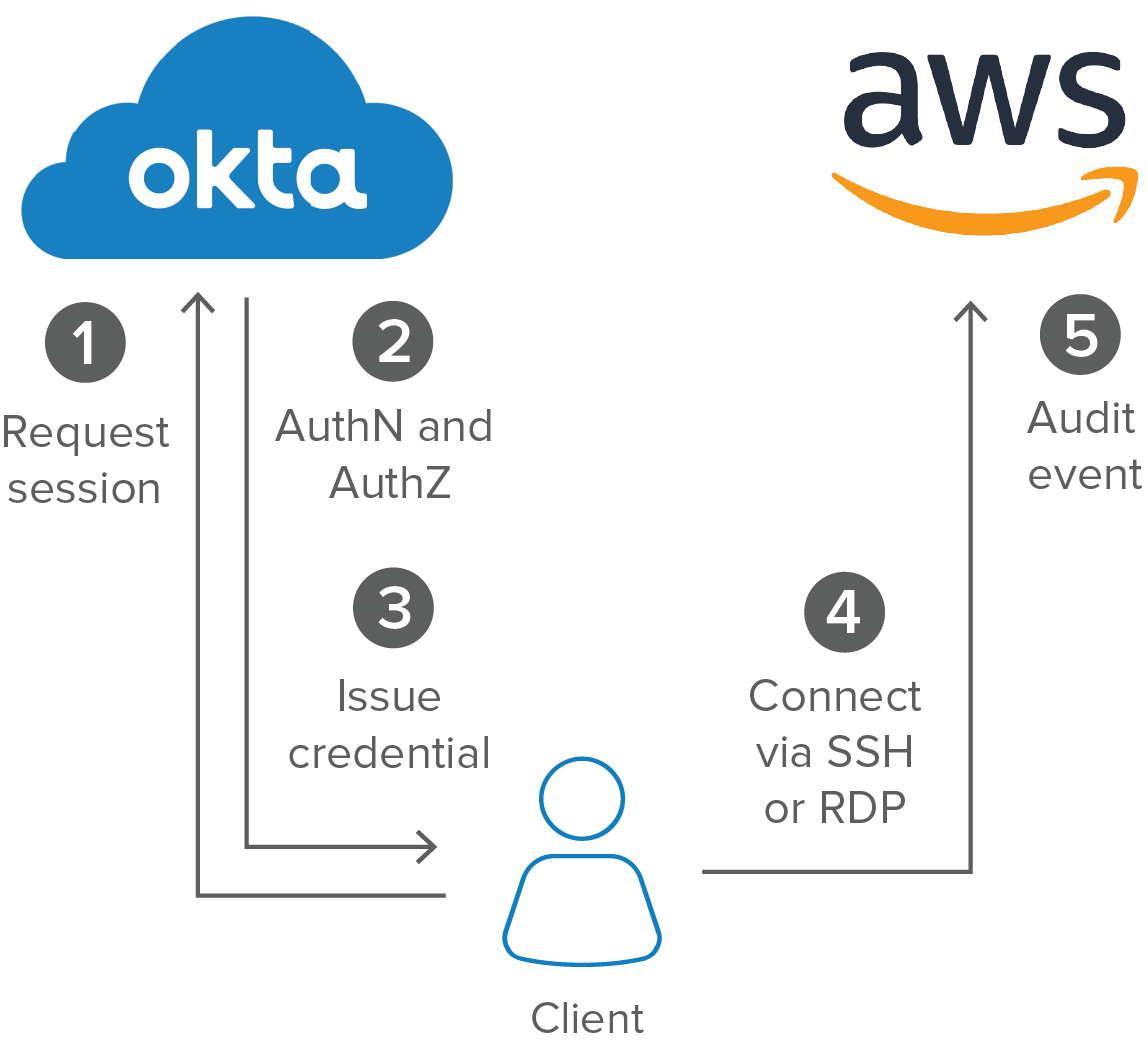 okta
aws
1
Request
session
2
AuthN and
AuthZ
3
Issue
credential
4
Connect
via SSH
or RDP
5
Audit
event
Client